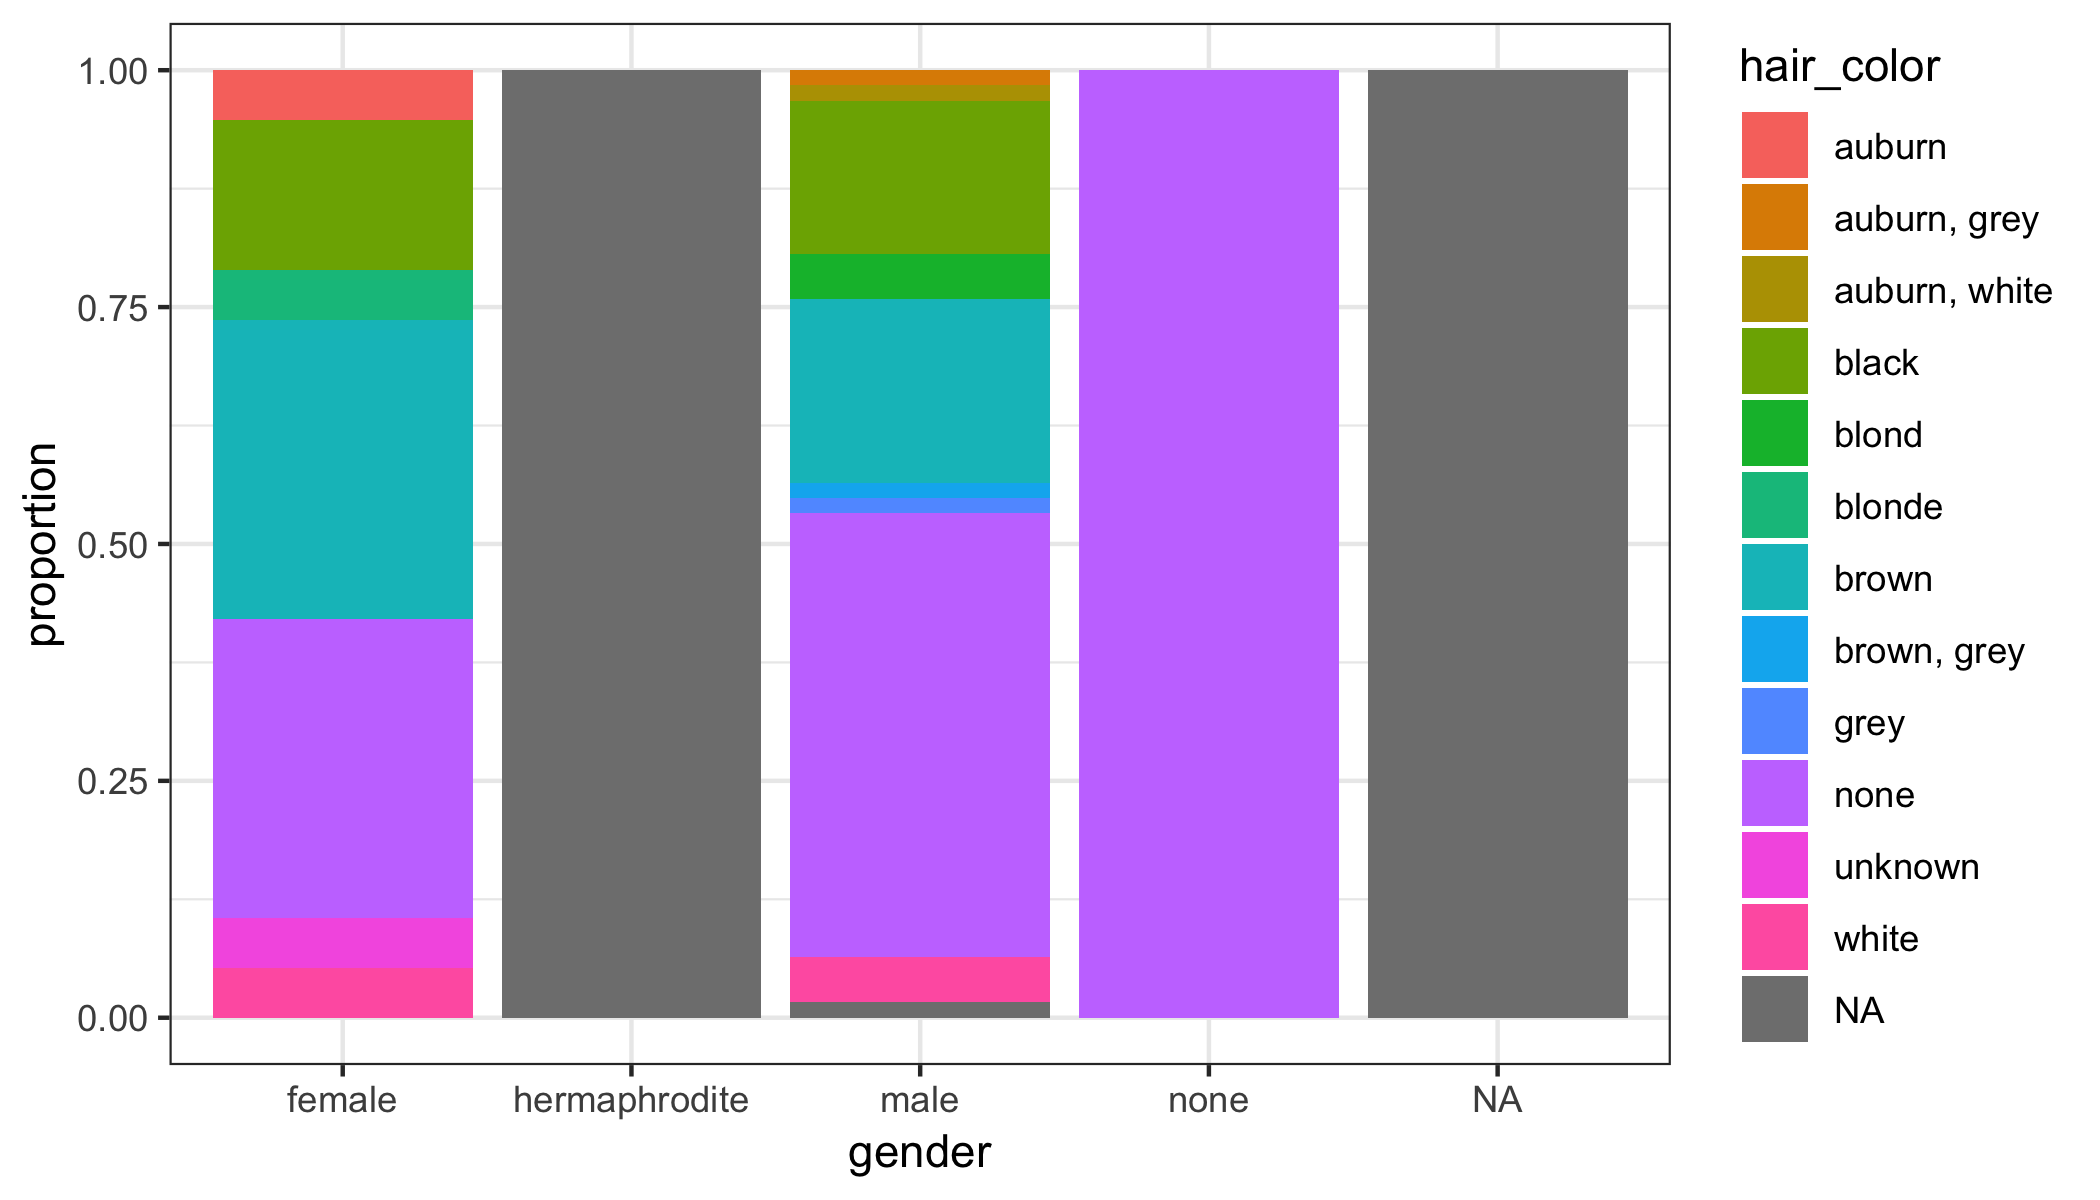 1.00
0.75
0.50
0.25
0.00
proportion
female
hermaphrodite
male
none
NA
gender
hair_color
auburn
auburn, grey
auburn, white
black
blond
blonde
brown
brown, grey
grey
none
unknown
white
NA